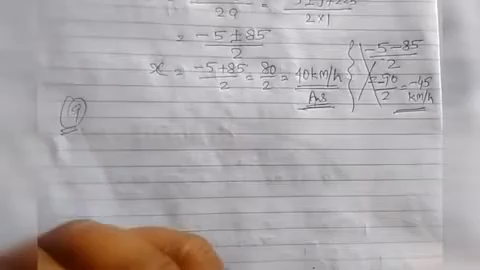 2a = 2×1
= -5±85 / 2
x = -5+85 / 2 = 80 / 2 = 40 km/h Ans
-5-85 / 2
= -90 / 2 = -45 km/h
19